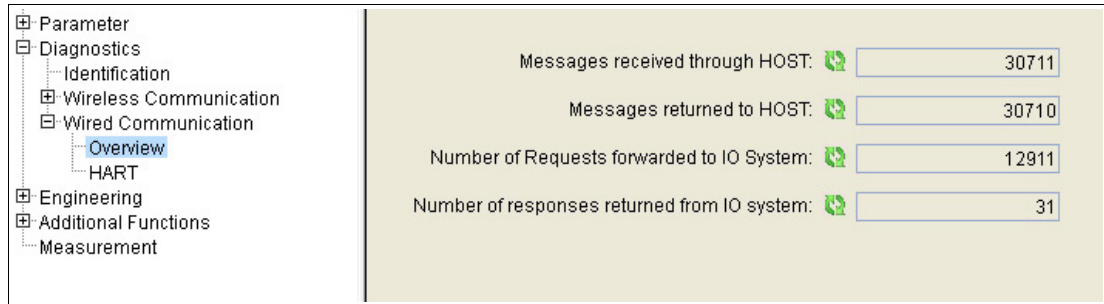 Parameter
Diagnostics
Identification
Wireless Communication
Wired Communication
Overview
HART
Engineering
Additional Functions
Measurement
Messages received through HOST: 30711
Messages returned to HOST: 30710
Number of Requests forwarded to IO System: 12911
Number of responses returned from IO system: 31